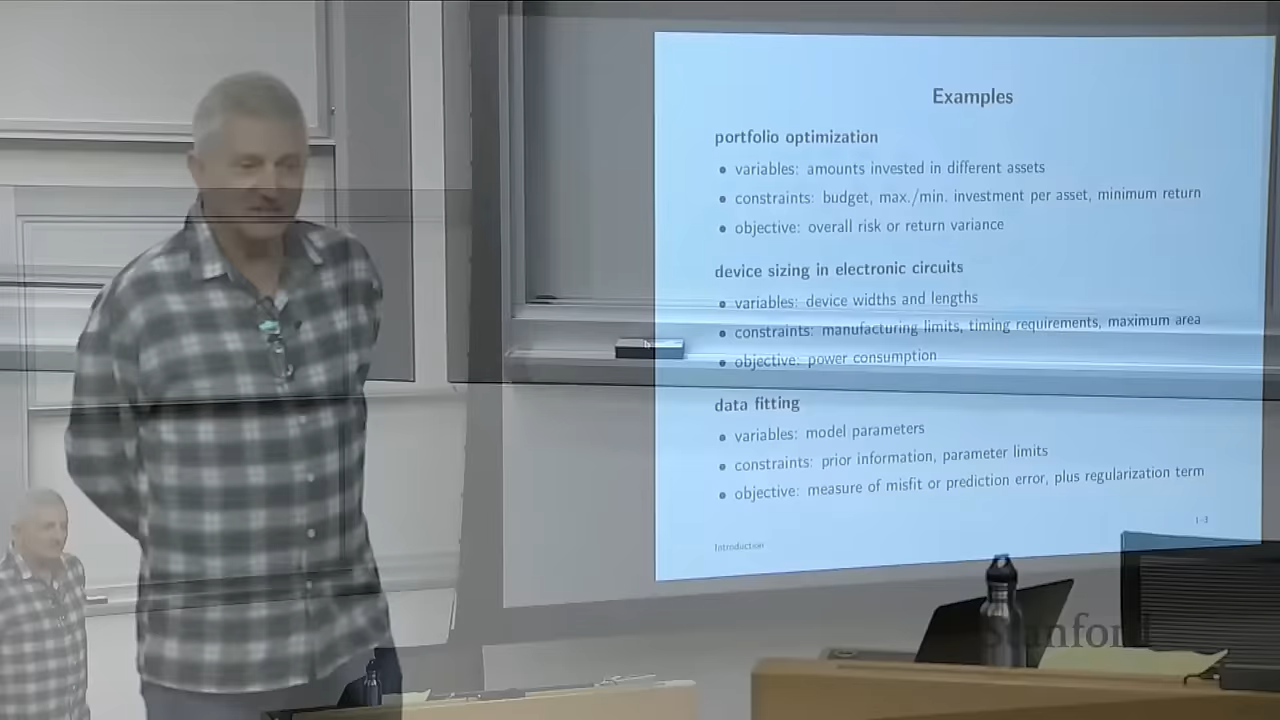 Examples
portfolio optimization
• variables: amounts invested in different assets
• constraints: budget, max./min. investment per asset, minimum return
• objective: overall risk or return variance
device sizing in electronic circuits
• variables: device widths and lengths
• constraints: manufacturing limits, timing requirements, maximum area
• objective: power consumption
data fitting
• variables: model parameters
• constraints: prior information, parameter limits
• objective: measure of misfit or prediction error, plus regularization term
Introduction
1–3
Stanford